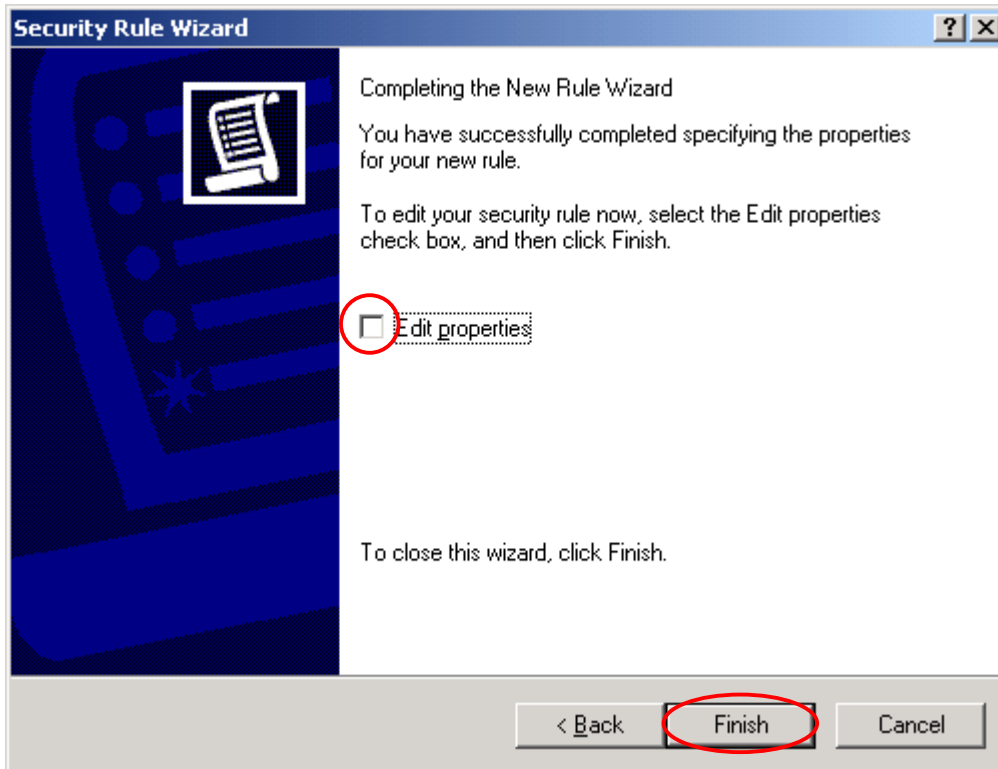 Security Rule Wizard
Completing the New Rule Wizard
You have successfully completed specifying the properties
for your new rule.
To edit your security rule now, select the Edit properties
check box, and then click Finish.
Edit properties
To close this wizard, click Finish.
< Back Finish Cancel